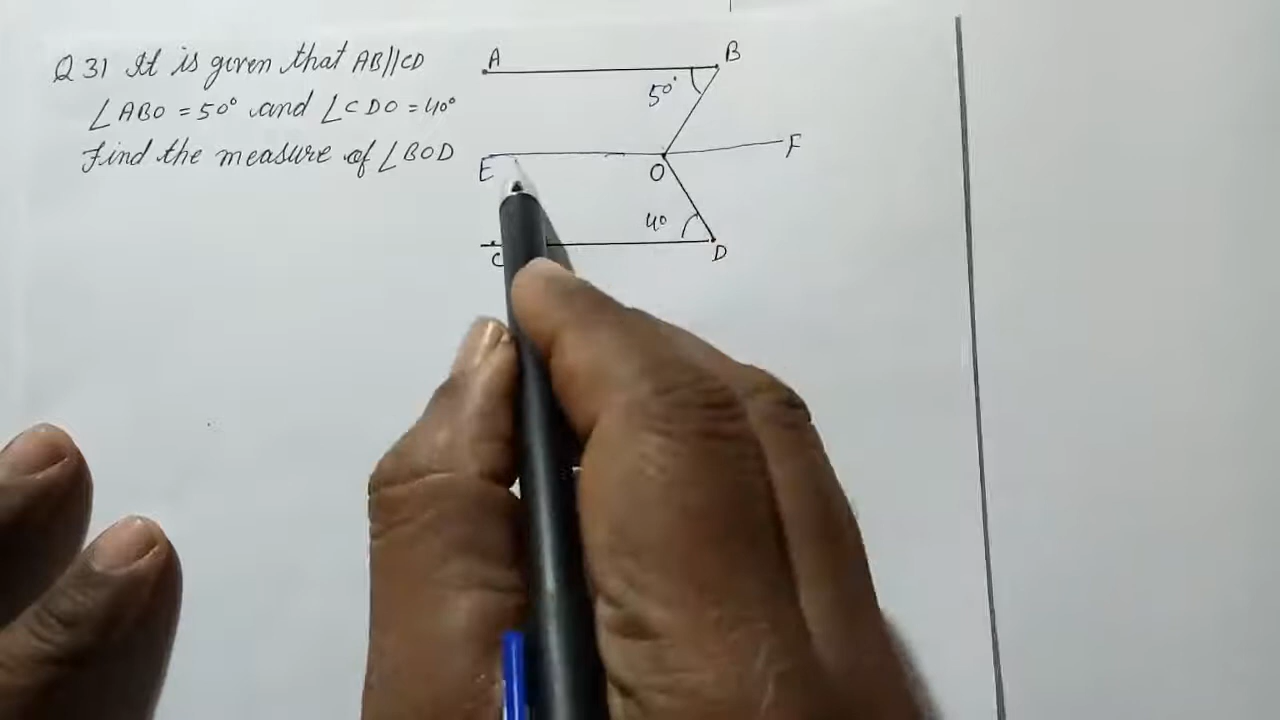 Q 31 It is given that AB//CD
∠ABO = 50° and ∠CDO = 40°
Find the measure of ∠BOD
A
B
50°
E
O
F
40
C
D